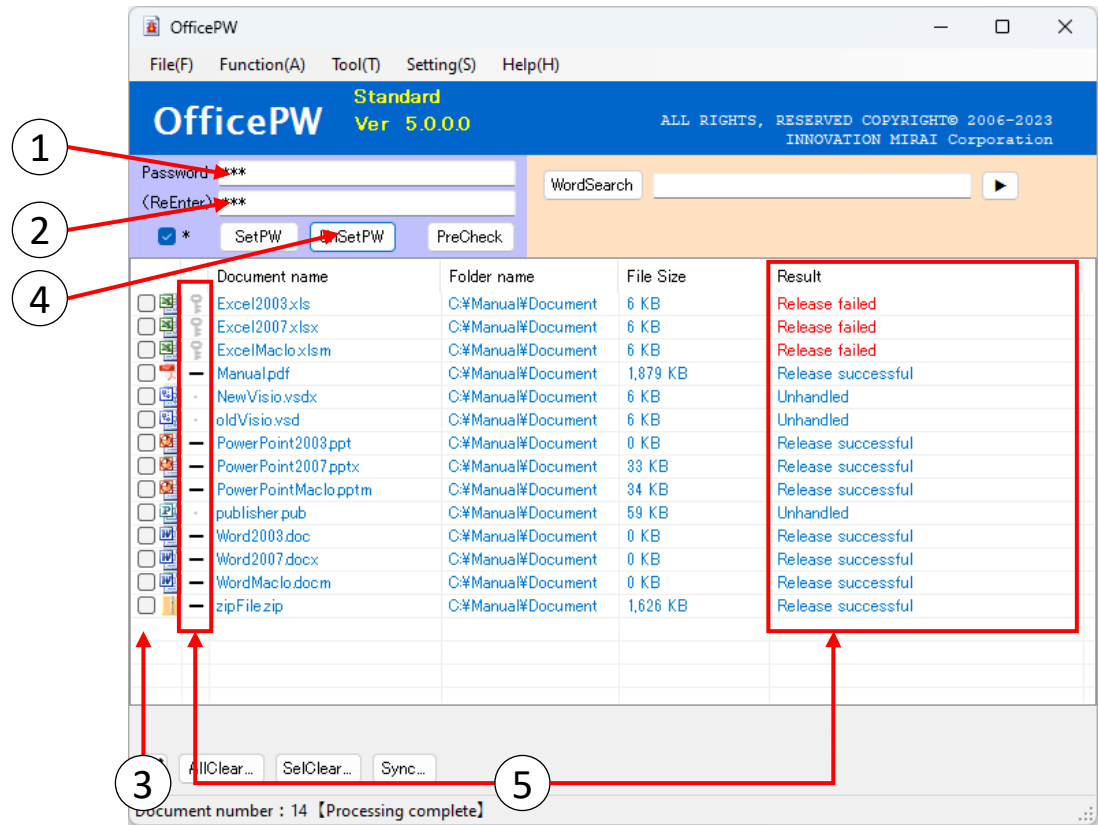 OfficePW
File(F) Function(A) Tool(T) Setting(S) Help(H)
OfficePW
Standard
Ver 5.0.0.0
ALL RIGHTS, RESERVED COPYRIGHT© 2006-2023
INNOVATION MIRAI Corporation
1
Password ***
WordSearch
(ReEnter) ***
2
* SetPW UnSetPW PreCheck
4
Document name Folder name File Size Result
Excel2003.xls C:¥Manual¥Document 6 KB Release failed
Excel2007.xlsx C:¥Manual¥Document 6 KB Release failed
ExcelMaclo.xlsm C:¥Manual¥Document 6 KB Release failed
Manual.pdf C:¥Manual¥Document 1,879 KB Release successful
NewVisio.vsdx C:¥Manual¥Document 6 KB Unhandled
oldVisio.vsd C:¥Manual¥Document 6 KB Unhandled
PowerPoint2003.ppt C:¥Manual¥Document 0 KB Release successful
PowerPoint2007.pptx C:¥Manual¥Document 33 KB Release successful
PowerPointMaclo.pptm C:¥Manual¥Document 34 KB Release successful
publisher.pub C:¥Manual¥Document 59 KB Unhandled
Word2003.doc C:¥Manual¥Document 0 KB Release successful
Word2007.docx C:¥Manual¥Document 0 KB Release successful
WordMaclo.docm C:¥Manual¥Document 0 KB Release successful
zipFile.zip C:¥Manual¥Document 1,626 KB Release successful
AllClear... SelClear... Sync...
3
5
Document number：14【Processing complete】